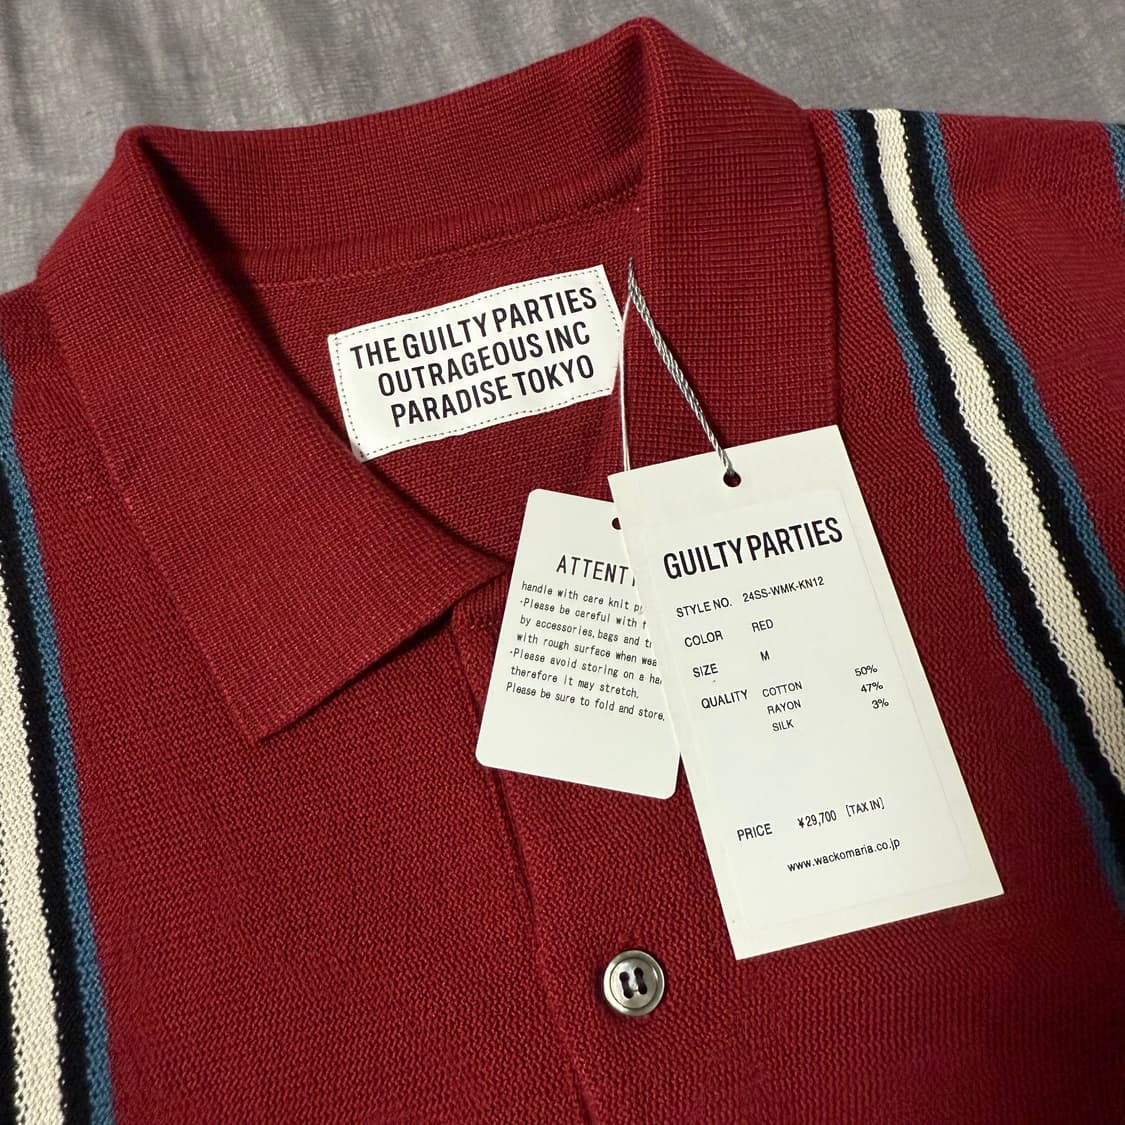 THE GUILTY PARTIES
OUTRAGEOUS INC
PARADISE TOKYO
ATTENT
handle with care knit
・Please be careful with
by accessories, bags and
with rough surface when
・Please avoid storing on a
therefore it may stretch.
Please be sure to fold and store.
GUILTY PARTIES
STYLE NO. 24SS-WMK-KN12
COLOR RED
SIZE M
QUALITY COTTON 50%
RAYON 47%
SILK 3%
PRICE ¥29,700 [TAX IN]
www.wackomaria.co.jp